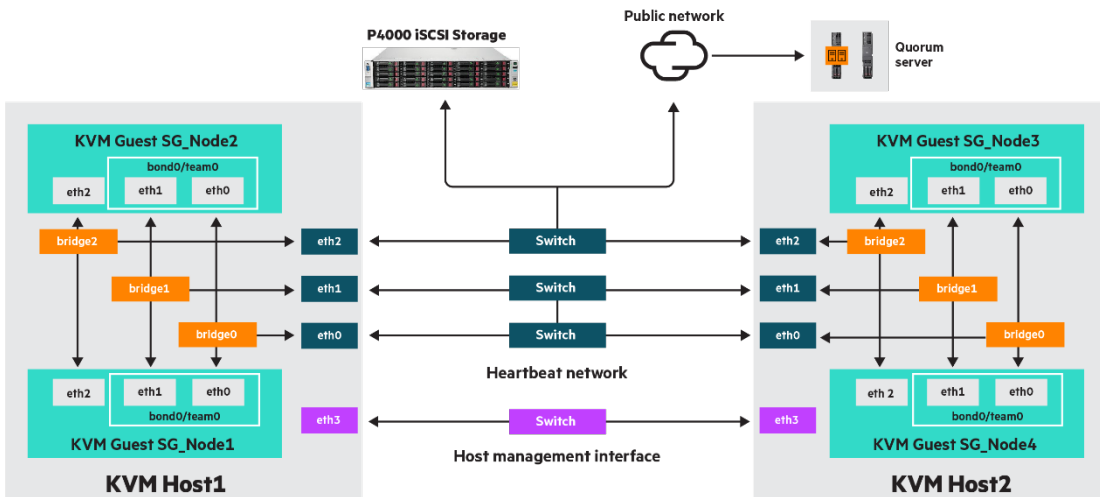 Public network
P4000 iSCSI Storage
Quorum
server
KVM Guest SG_Node2
bond0/team0
eth2
eth1
eth0
KVM Guest SG_Node3
bond0/team0
eth2
eth1
eth0
bridge2
eth2
Switch
eth2
bridge2
bridge1
eth1
Switch
eth1
bridge1
bridge0
eth0
Switch
eth0
bridge0
Heartbeat network
eth2
eth1
eth0
bond0/team0
KVM Guest SG_Node1
eth 2
eth1
eth0
bond0/team0
KVM Guest SG_Node4
eth3
Switch
eth3
Host management interface
KVM Host1
KVM Host2